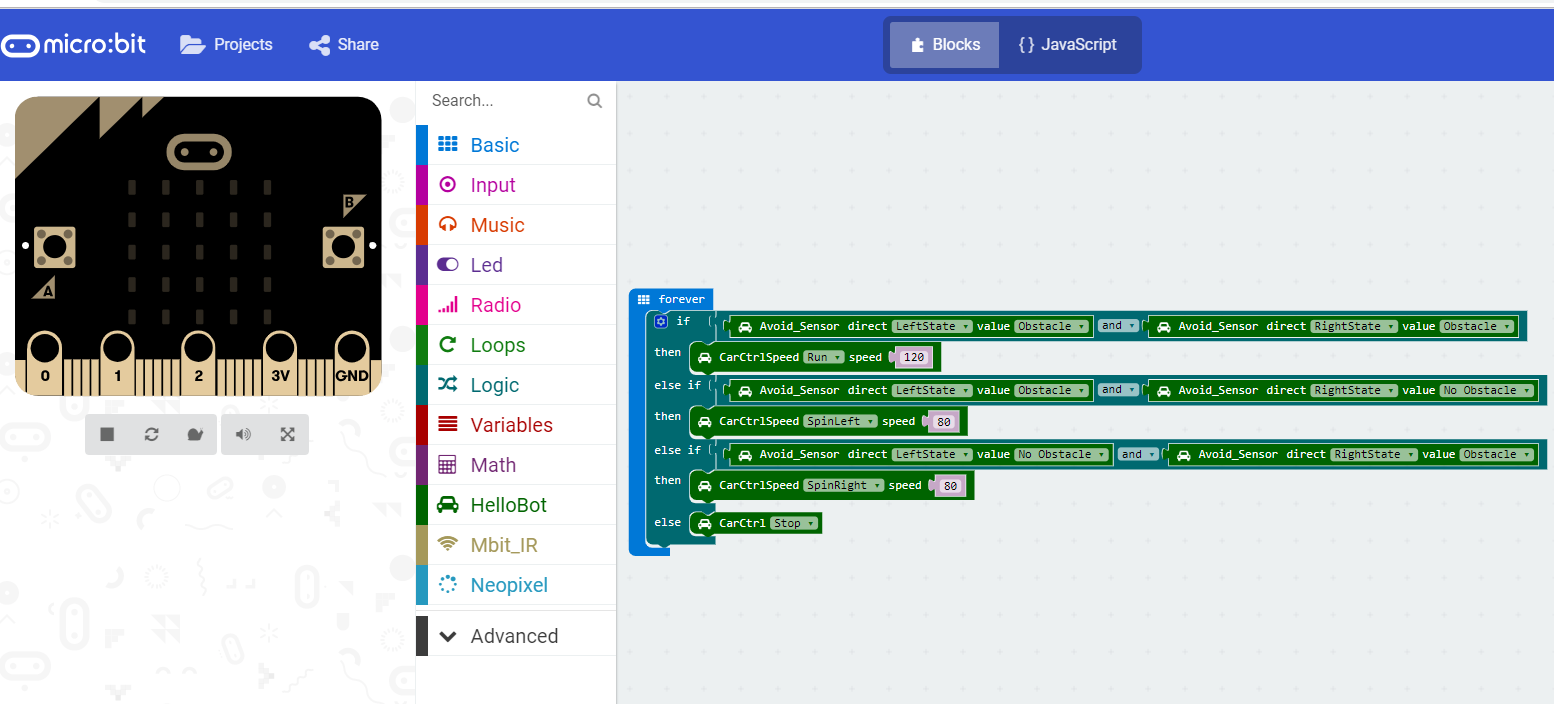 micro:bit Projects Share Blocks {} JavaScript
B
A
0 1 2 3V GND
Search...
Basic
Input
Music
Led
Radio
Loops
Logic
Variables
Math
HelloBot
Mbit_IR
Neopixel
Advanced
forever
if Avoid_Sensor direct LeftState value Obstacle and Avoid_Sensor direct RightState value Obstacle
then CarCtrlSpeed Run speed 120
else if Avoid_Sensor direct LeftState value Obstacle and Avoid_Sensor direct RightState value No Obstacle
then CarCtrlSpeed SpinLeft speed 80
else if Avoid_Sensor direct LeftState value No Obstacle and Avoid_Sensor direct RightState value Obstacle
then CarCtrlSpeed SpinRight speed 80
else CarCtrl Stop